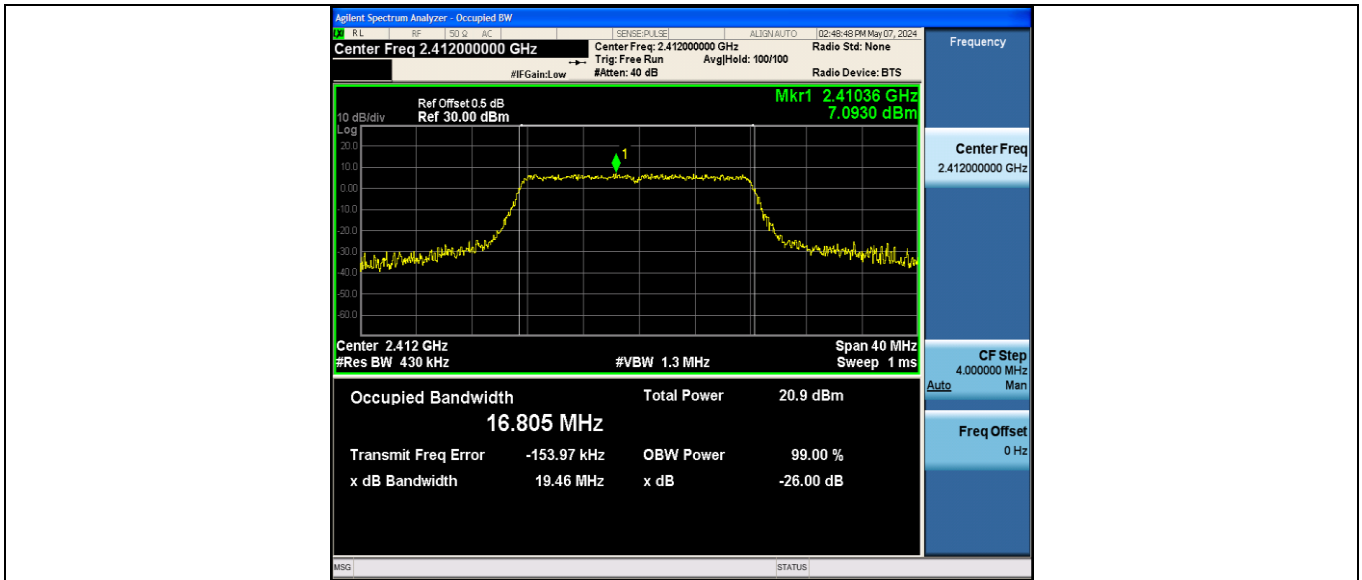 Agilent Spectrum Analyzer - Occupied BW
LXI RL RF 50 Ω AC SENSE:PULSE ALIGNAUTO 02:48:48 PM May 07, 2024
Center Freq 2.412000000 GHz
Center Freq: 2.412000000 GHz Radio Std: None
Trig: Free Run Avg|Hold: 100/100
#IFGain:Low #Atten: 40 dB Radio Device: BTS
Frequency
Mkr1 2.41036 GHz
7.0930 dBm
Ref Offset 0.5 dB
10 dB/div Ref 30.00 dBm
Log
20.0
10.0
0.00
-10.0
-20.0
-30.0
-40.0
-50.0
-60.0
1
Center Freq
2.412000000 GHz
Center 2.412 GHz Span 40 MHz
#Res BW 430 kHz #VBW 1.3 MHz Sweep 1 ms
CF Step
4.000000 MHz
Auto Man
Occupied Bandwidth Total Power 20.9 dBm
16.805 MHz
Transmit Freq Error -153.97 kHz OBW Power 99.00 %
x dB Bandwidth 19.46 MHz x dB -26.00 dB
Freq Offset
0 Hz
MSG STATUS